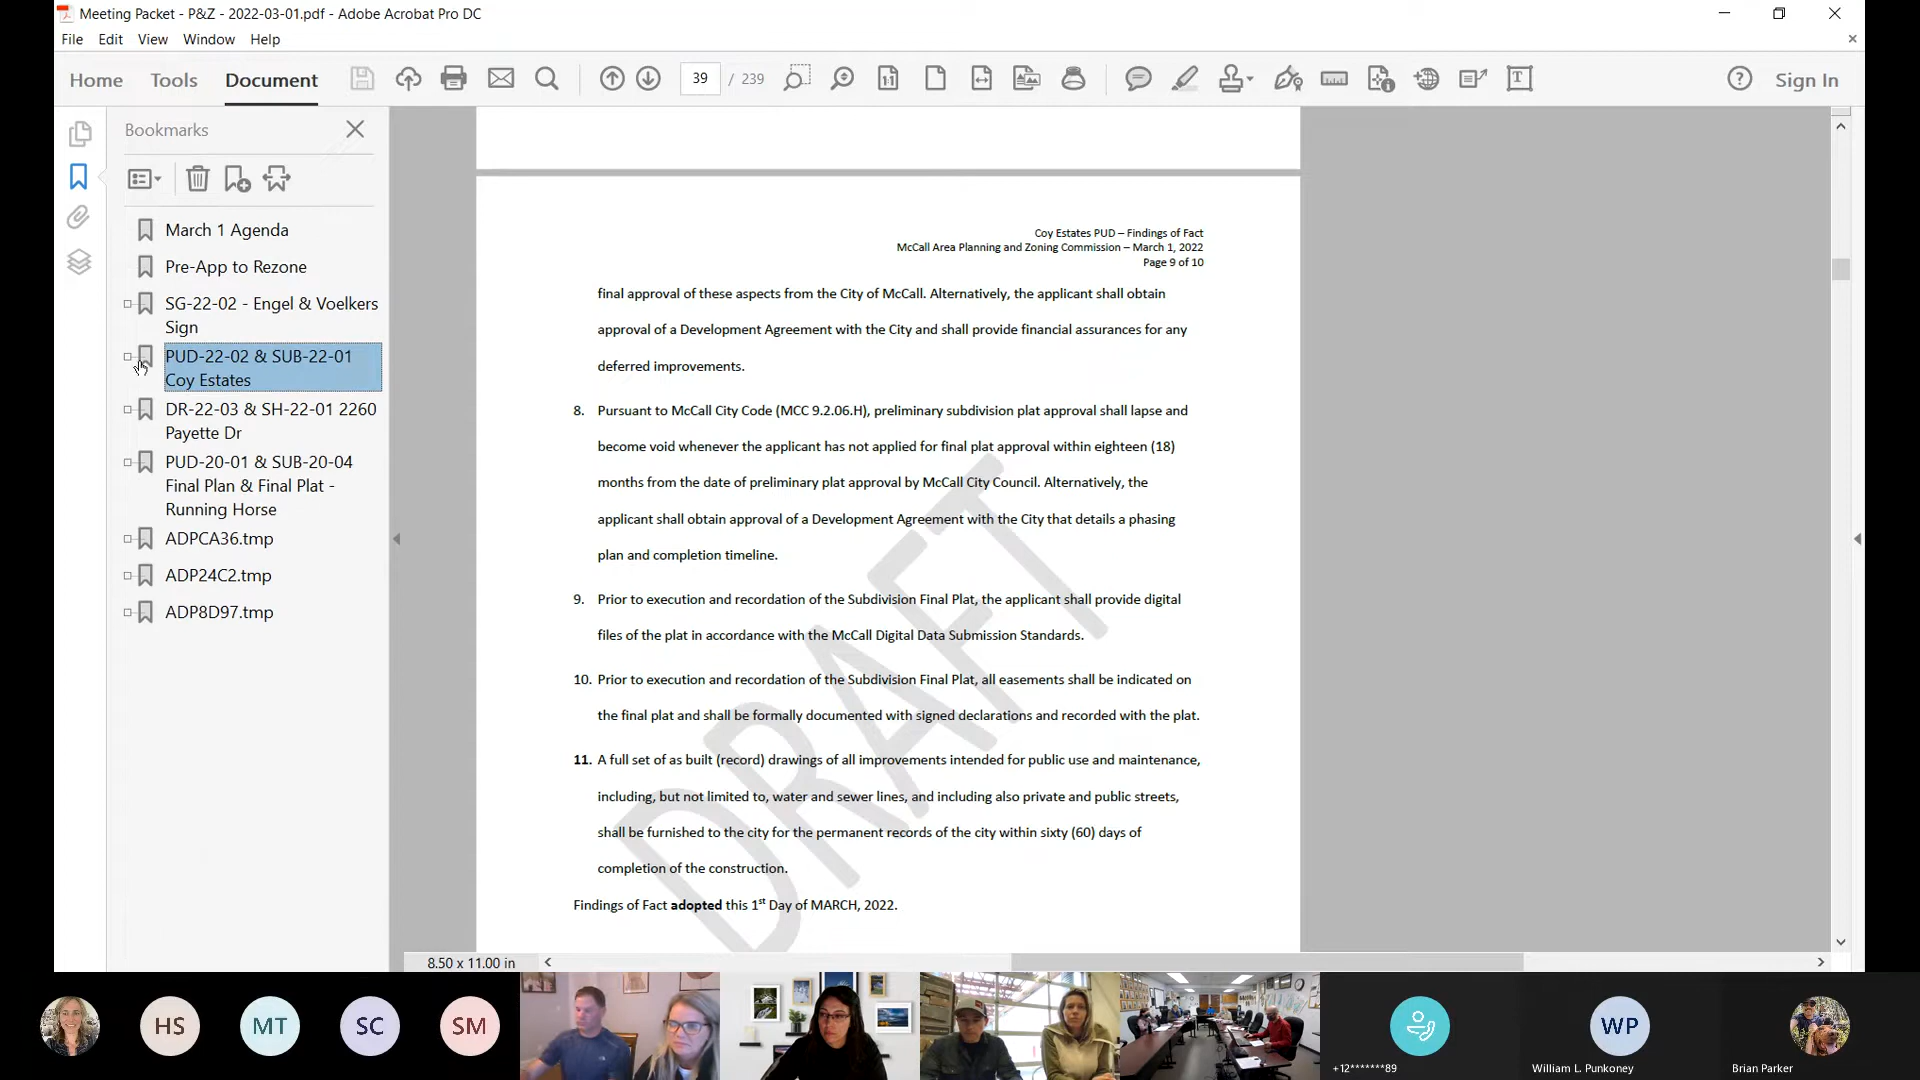 Meeting Packet - P&Z - 2022-03-01.pdf - Adobe Acrobat Pro DC
File Edit View Window Help
Home Tools Document 39 / 239 Sign In
Bookmarks
March 1 Agenda
Pre-App to Rezone
SG-22-02 - Engel & Voelkers
Sign
PUD-22-02 & SUB-22-01
Coy Estates
DR-22-03 & SH-22-01 2260
Payette Dr
PUD-20-01 & SUB-20-04
Final Plan & Final Plat -
Running Horse
ADPCA36.tmp
ADP24C2.tmp
ADP8D97.tmp
Coy Estates PUD – Findings of Fact
McCall Area Planning and Zoning Commission – March 1, 2022
Page 9 of 10
final approval of these aspects from the City of McCall. Alternatively, the applicant shall obtain
approval of a Development Agreement with the City and shall provide financial assurances for any
deferred improvements.
8. Pursuant to McCall City Code (MCC 9.2.06.H), preliminary subdivision plat approval shall lapse and
become void whenever the applicant has not applied for final plat approval within eighteen (18)
months from the date of preliminary plat approval by McCall City Council. Alternatively, the
applicant shall obtain approval of a Development Agreement with the City that details a phasing
plan and completion timeline.
9. Prior to execution and recordation of the Subdivision Final Plat, the applicant shall provide digital
files of the plat in accordance with the McCall Digital Data Submission Standards.
10. Prior to execution and recordation of the Subdivision Final Plat, all easements shall be indicated on
the final plat and shall be formally documented with signed declarations and recorded with the plat.
11. A full set of as built (record) drawings of all improvements intended for public use and maintenance,
including, but not limited to, water and sewer lines, and including also private and public streets,
shall be furnished to the city for the permanent records of the city within sixty (60) days of
completion of the construction.
Findings of Fact adopted this 1st Day of MARCH, 2022.
DRAFT
8.50 x 11.00 in
HS MT SC SM WP
+12*******89 William L. Punkoney Brian Parker